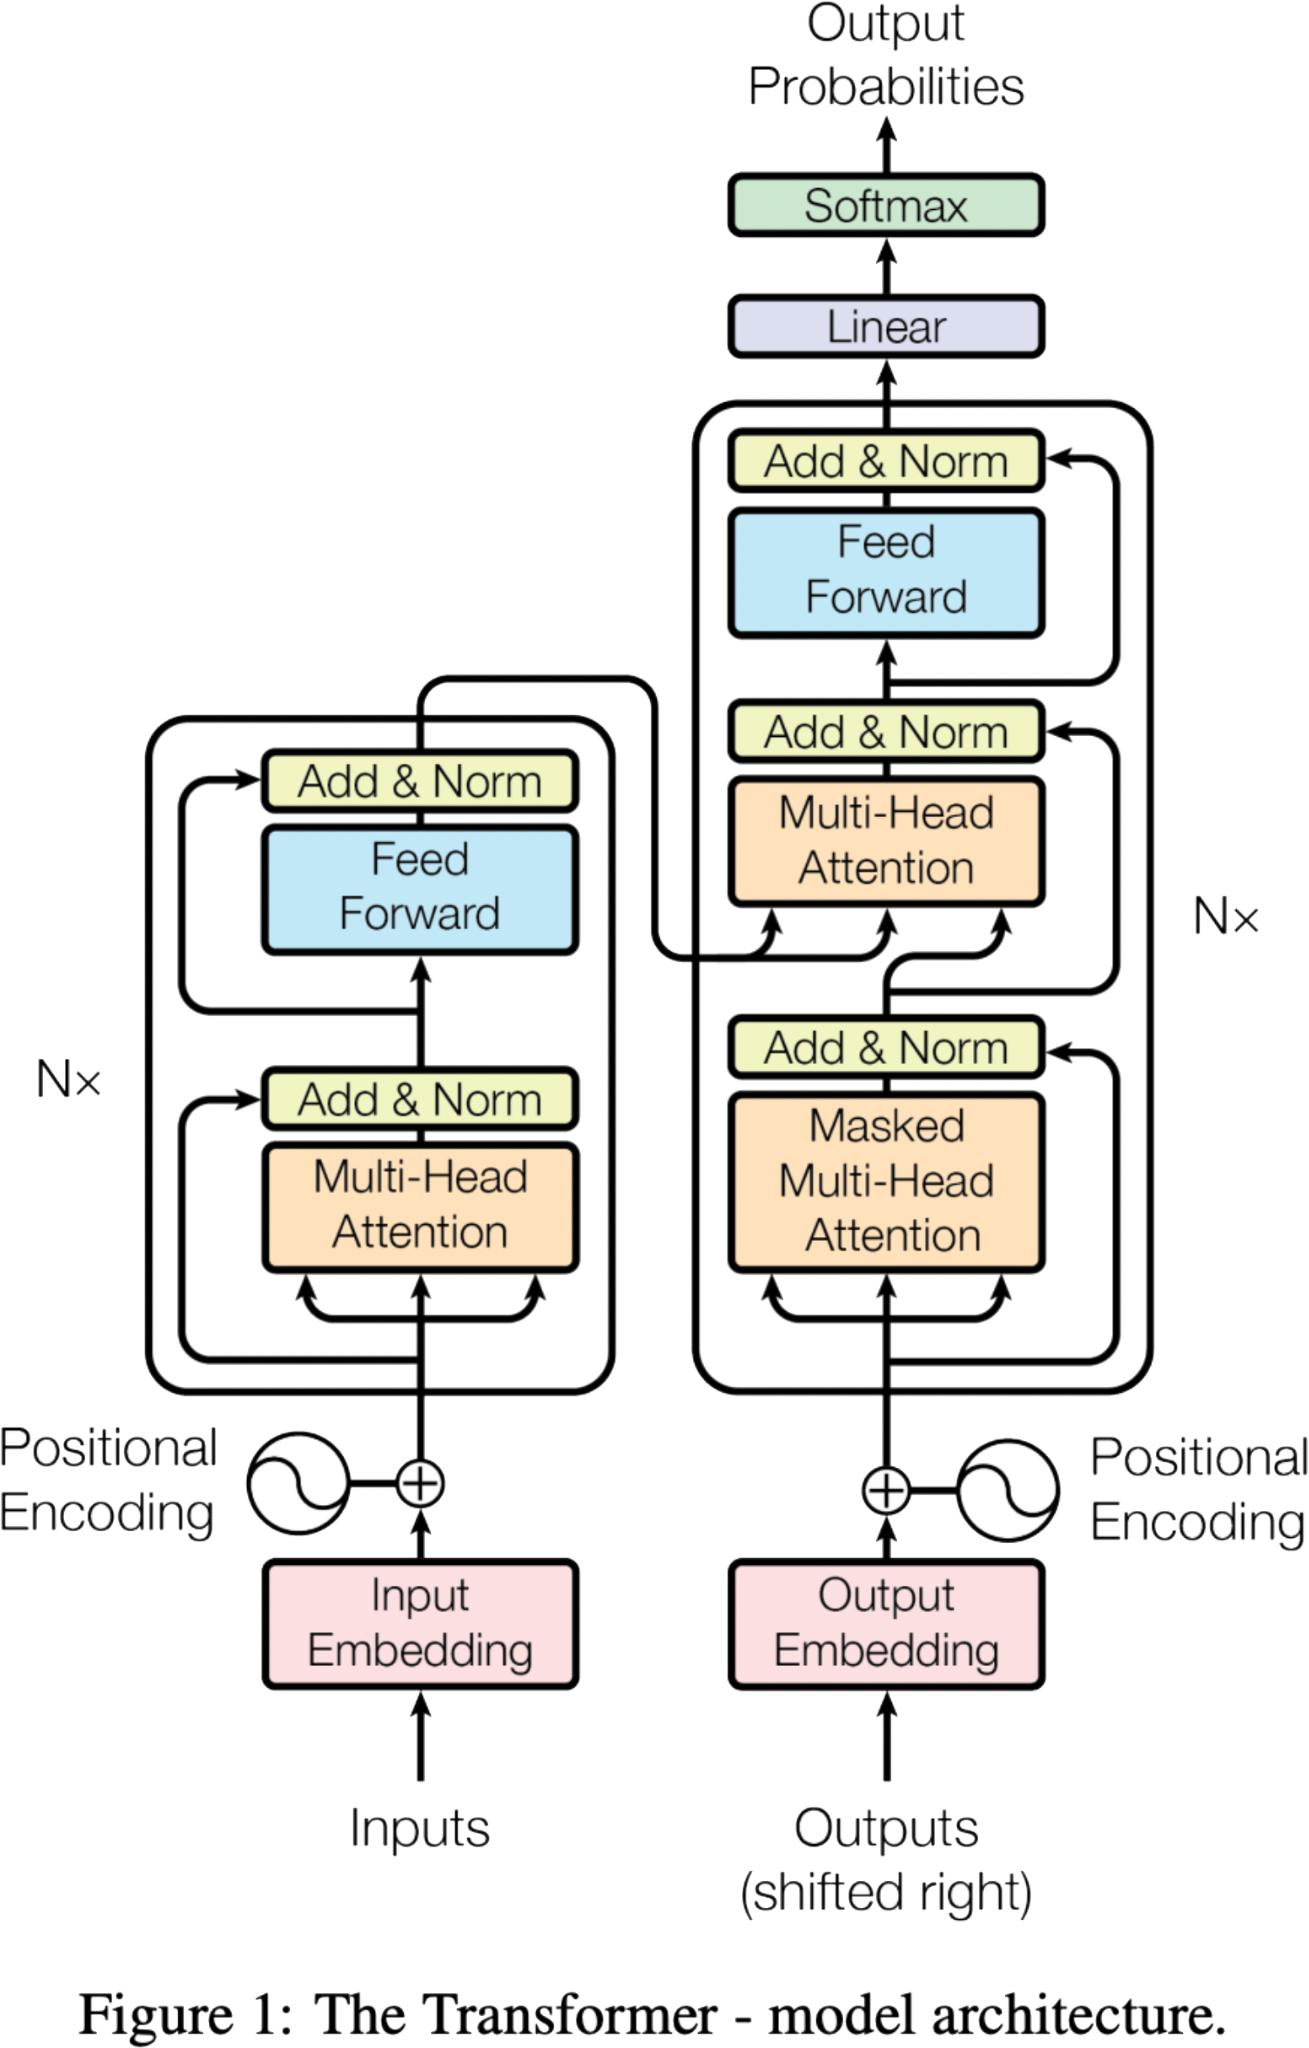 Output
Probabilities
Softmax
Linear
Add & Norm
Feed
Forward
Add & Norm
Multi-Head
Attention
Nx
Add & Norm
Masked
Multi-Head
Attention
Add & Norm
Feed
Forward
Nx
Add & Norm
Multi-Head
Attention
Positional
Encoding
Positional
Encoding
Input
Embedding
Output
Embedding
Inputs
Outputs
(shifted right)
Figure 1: The Transformer - model architecture.